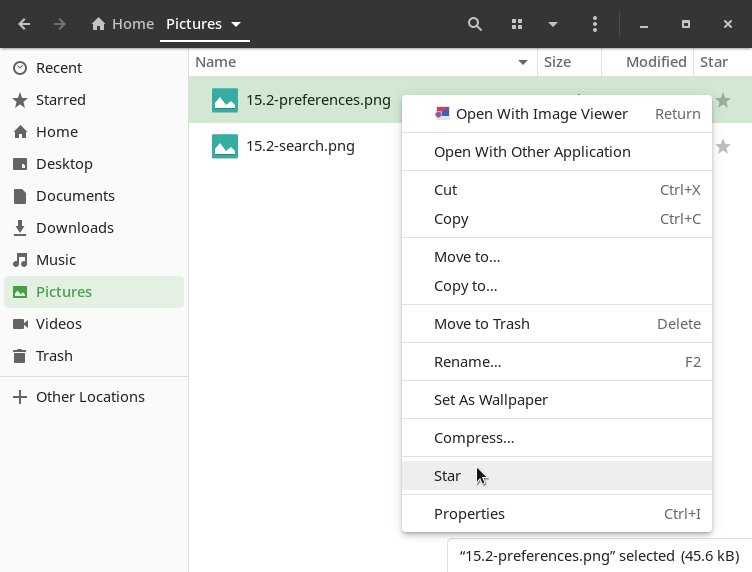 Home Pictures
Name Size Modified Star
Recent
Starred
Home
Desktop
Documents
Downloads
Music
Pictures
Videos
Trash
Other Locations
15.2-preferences.png
15.2-search.png
Open With Image Viewer Return
Open With Other Application
Cut Ctrl+X
Copy Ctrl+C
Move to…
Copy to…
Move to Trash Delete
Rename… F2
Set As Wallpaper
Compress…
Star
Properties Ctrl+I
“15.2-preferences.png” selected (45.6 kB)